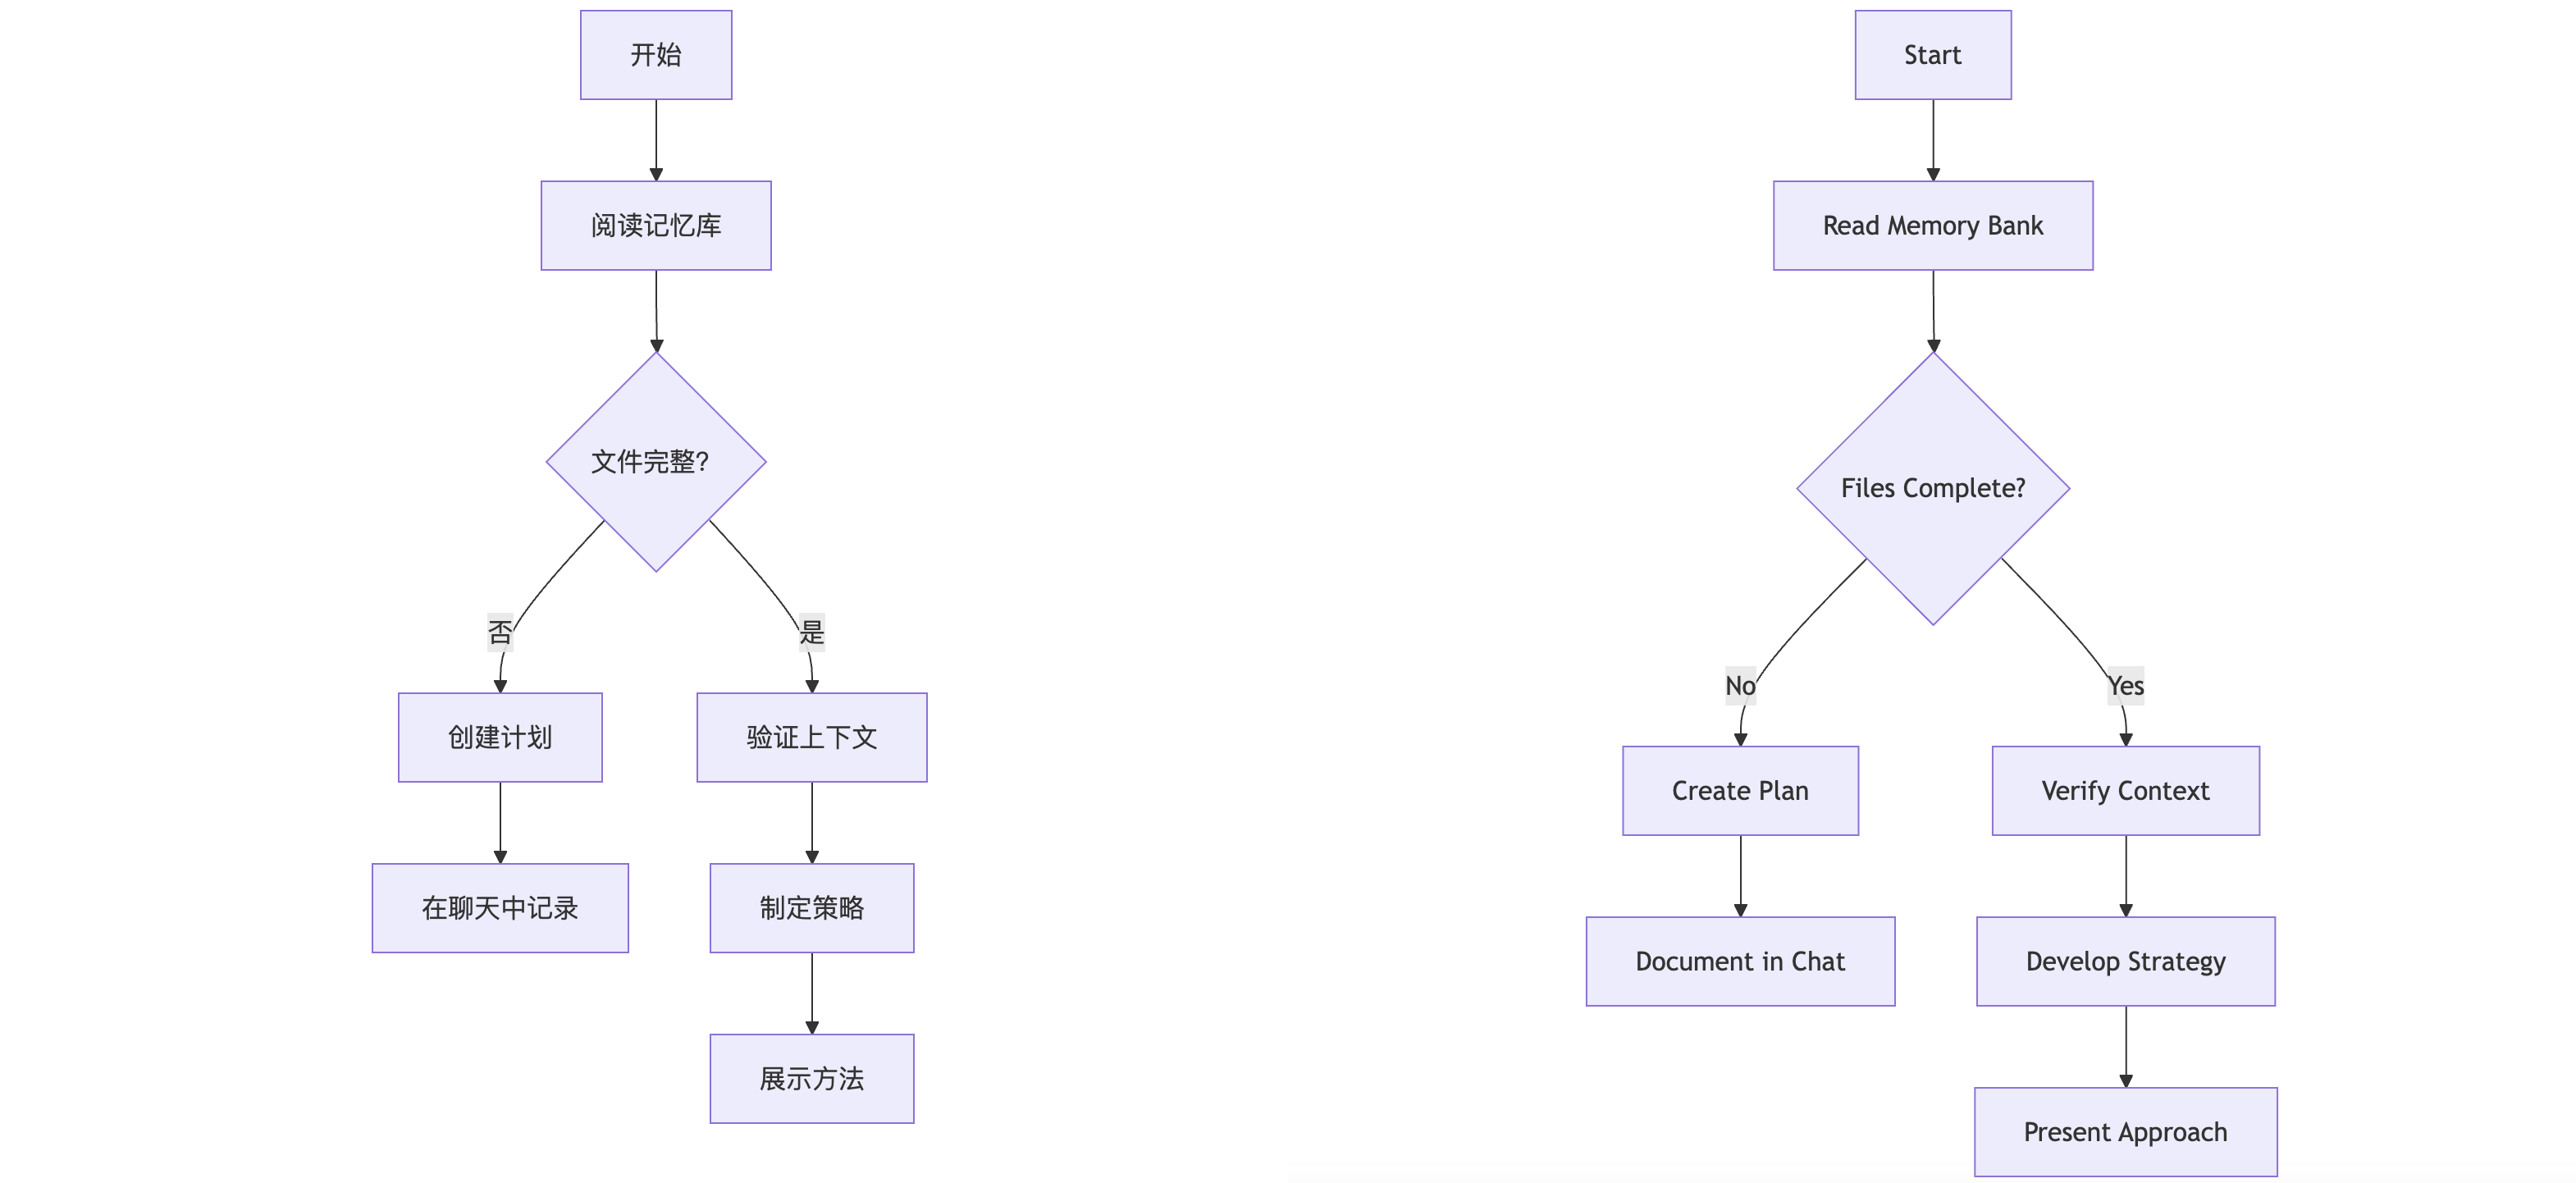 开始
阅读记忆库
文件完整?
否
是
创建计划
验证上下文
在聊天中记录
制定策略
展示方法
Start
Read Memory Bank
Files Complete?
No
Yes
Create Plan
Verify Context
Document in Chat
Develop Strategy
Present Approach